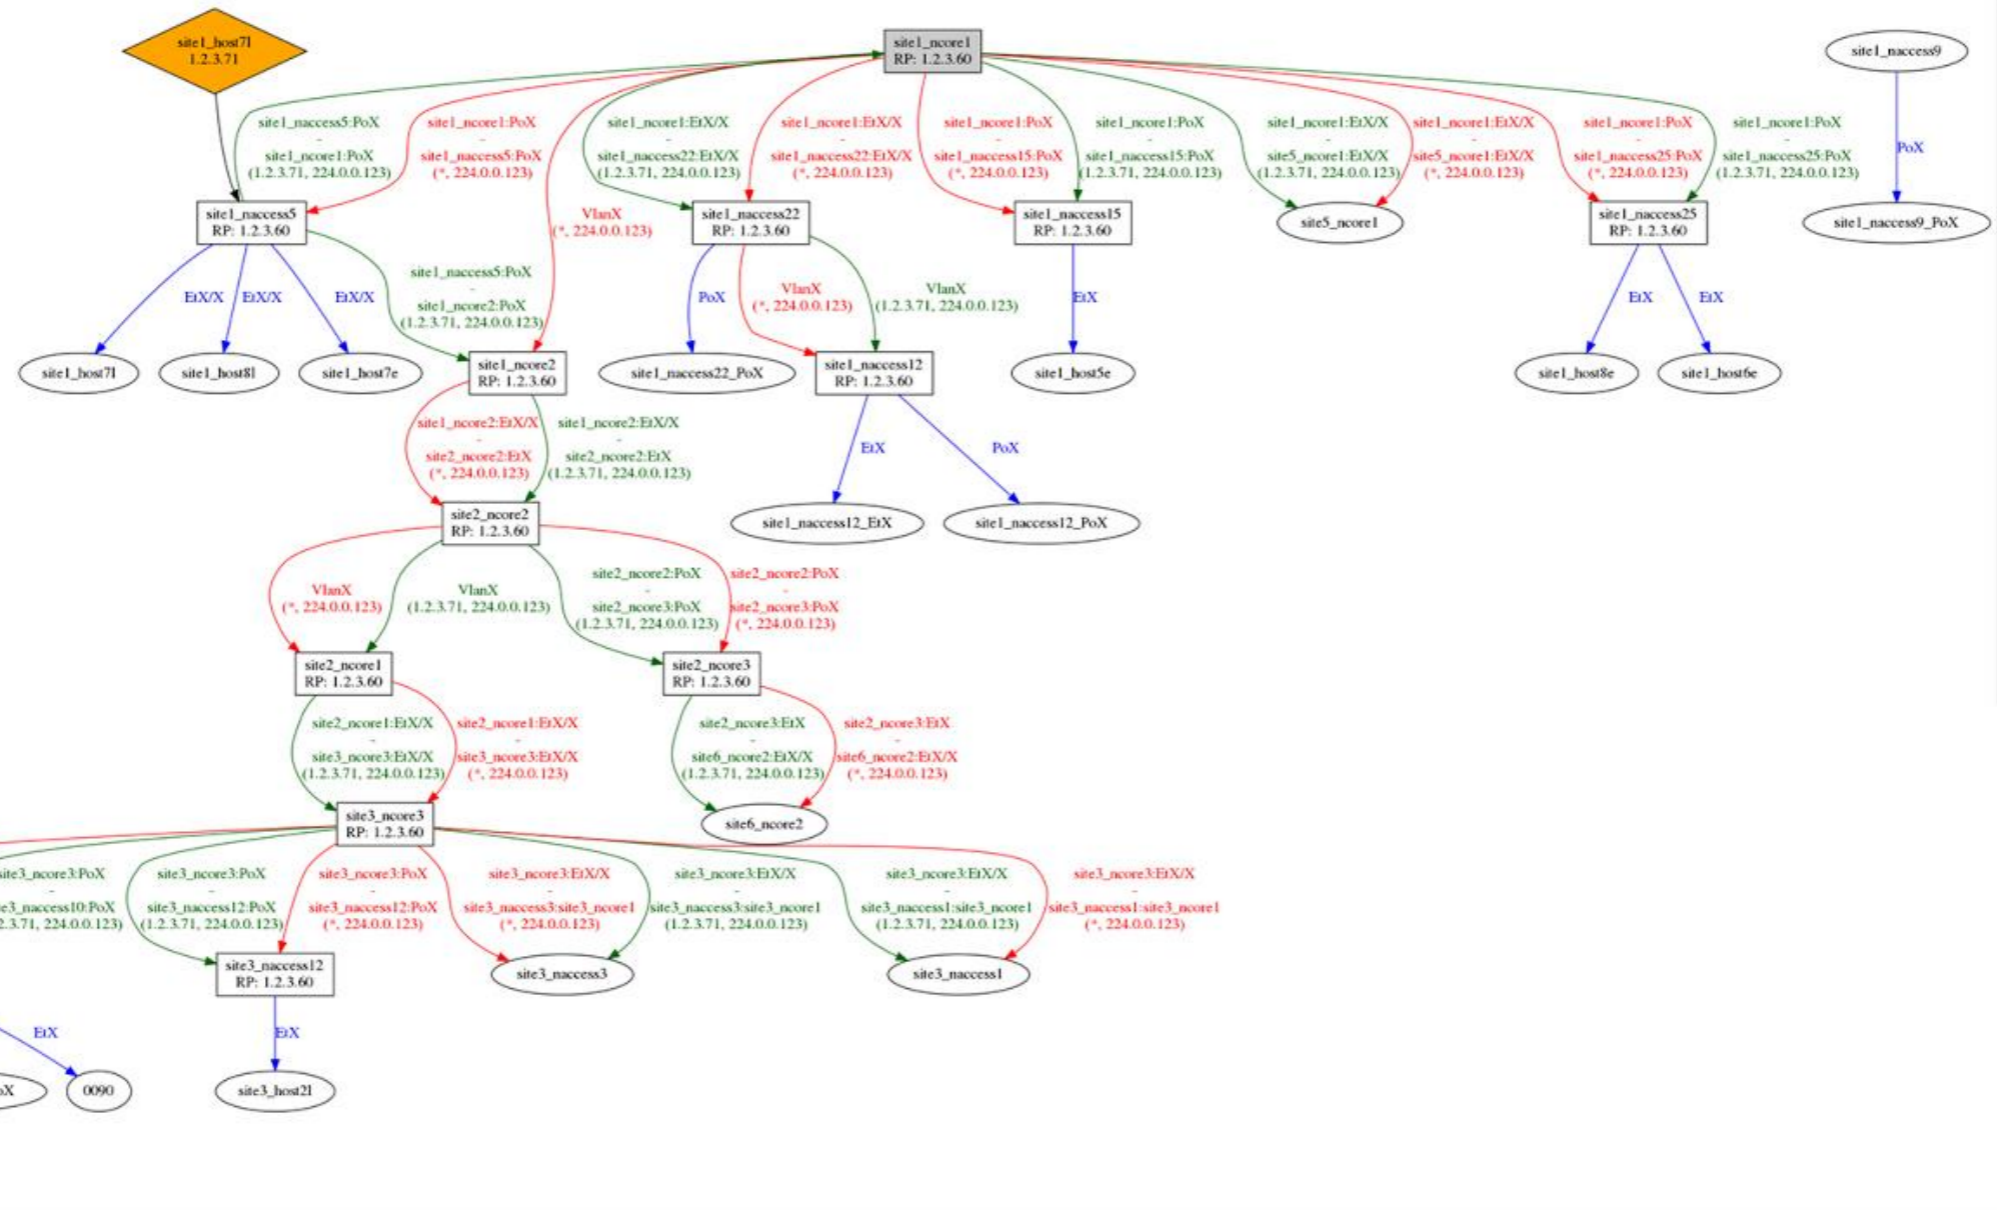 site1_host7l
1.2.3.71
site1_ncore1
RP: 1.2.3.60
site1_naccess9
site1_naccess5:PoX
-
site1_ncore1:PoX
(1.2.3.71, 224.0.0.123)
site1_ncore1:PoX
-
site1_naccess5:PoX
(*, 224.0.0.123)
site1_ncore1:EtX/X
-
site1_naccess22:EtX/X
(1.2.3.71, 224.0.0.123)
site1_ncore1:EtX/X
-
site1_naccess22:EtX/X
(*, 224.0.0.123)
site1_ncore1:PoX
-
site1_naccess15:PoX
(*, 224.0.0.123)
site1_ncore1:PoX
-
site1_naccess15:PoX
(1.2.3.71, 224.0.0.123)
site1_ncore1:EtX/X
-
site5_ncore1:EtX/X
(1.2.3.71, 224.0.0.123)
site1_ncore1:EtX/X
-
site5_ncore1:EtX/X
(*, 224.0.0.123)
site1_ncore1:PoX
-
site1_naccess25:PoX
(*, 224.0.0.123)
site1_ncore1:PoX
-
site1_naccess25:PoX
(1.2.3.71, 224.0.0.123)
PoX
site1_naccess5
RP: 1.2.3.60
VlanX
(*, 224.0.0.123)
site1_naccess22
RP: 1.2.3.60
site1_naccess15
RP: 1.2.3.60
site5_ncore1
site1_naccess25
RP: 1.2.3.60
site1_naccess9_PoX
EtX/X
EtX/X
EtX/X
site1_naccess5:PoX
-
site1_ncore2:PoX
(1.2.3.71, 224.0.0.123)
PoX
VlanX
(*, 224.0.0.123)
VlanX
(1.2.3.71, 224.0.0.123)
EtX
EtX
EtX
site1_host7l
site1_host8l
site1_host7e
site1_ncore2
RP: 1.2.3.60
site1_naccess22_PoX
site1_naccess12
RP: 1.2.3.60
site1_host5e
site1_host8e
site1_host6e
site1_ncore2:EtX/X
-
site2_ncore2:EtX
(*, 224.0.0.123)
site1_ncore2:EtX/X
-
site2_ncore2:EtX
(1.2.3.71, 224.0.0.123)
EtX
PoX
site2_ncore2
RP: 1.2.3.60
site1_naccess12_EtX
site1_naccess12_PoX
VlanX
(*, 224.0.0.123)
VlanX
(1.2.3.71, 224.0.0.123)
site2_ncore2:PoX
-
site2_ncore3:PoX
(1.2.3.71, 224.0.0.123)
site2_ncore2:PoX
-
site2_ncore3:PoX
(*, 224.0.0.123)
site2_ncore1
RP: 1.2.3.60
site2_ncore3
RP: 1.2.3.60
site2_ncore1:EtX/X
-
site3_ncore3:EtX/X
(1.2.3.71, 224.0.0.123)
site2_ncore1:EtX/X
-
site3_ncore3:EtX/X
(*, 224.0.0.123)
site2_ncore3:EtX
-
site6_ncore2:EtX/X
(1.2.3.71, 224.0.0.123)
site2_ncore3:EtX
-
site6_ncore2:EtX/X
(*, 224.0.0.123)
site3_ncore3
RP: 1.2.3.60
site6_ncore2
site3_ncore3:PoX
-
e3_naccess10:PoX
2.3.71, 224.0.0.123)
site3_ncore3:PoX
-
site3_naccess12:PoX
(1.2.3.71, 224.0.0.123)
site3_ncore3:PoX
-
site3_naccess12:PoX
(*, 224.0.0.123)
site3_ncore3:EtX/X
-
site3_naccess3:site3_ncore1
(*, 224.0.0.123)
site3_ncore3:EtX/X
-
site3_naccess3:site3_ncore1
(1.2.3.71, 224.0.0.123)
site3_ncore3:EtX/X
-
site3_naccess1:site3_ncore1
(1.2.3.71, 224.0.0.123)
site3_ncore3:EtX/X
-
site3_naccess1:site3_ncore1
(*, 224.0.0.123)
site3_naccess12
RP: 1.2.3.60
site3_naccess3
site3_naccess1
EtX
EtX
oX
0090
site3_host2l